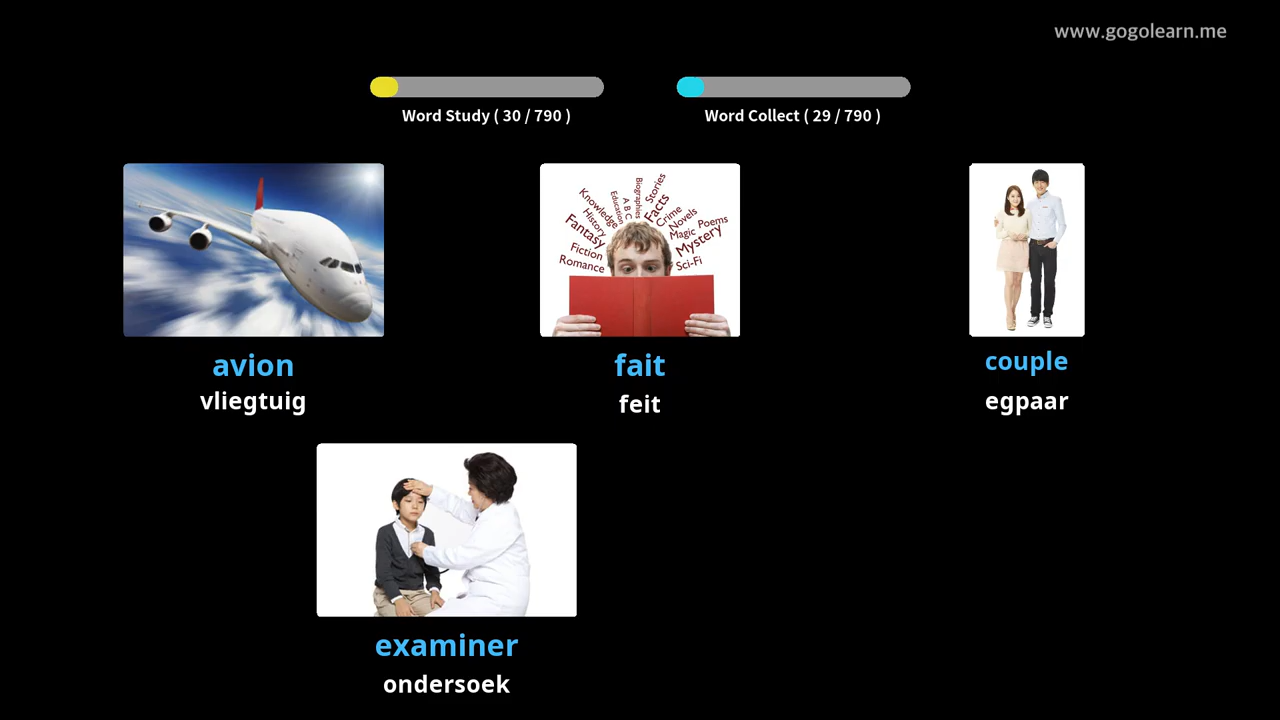 www.gogolearn.me
Word Study ( 30 / 790 )
Word Collect ( 29 / 790 )
Knowledge
Education
A B C
Biographies
Stories
Facts
History
Crime
Novels
Fantasy
Magic
Poems
Fiction
Mystery
Romance
Sci-Fi
avion
fait
couple
vliegtuig
feit
egpaar
examiner
ondersoek